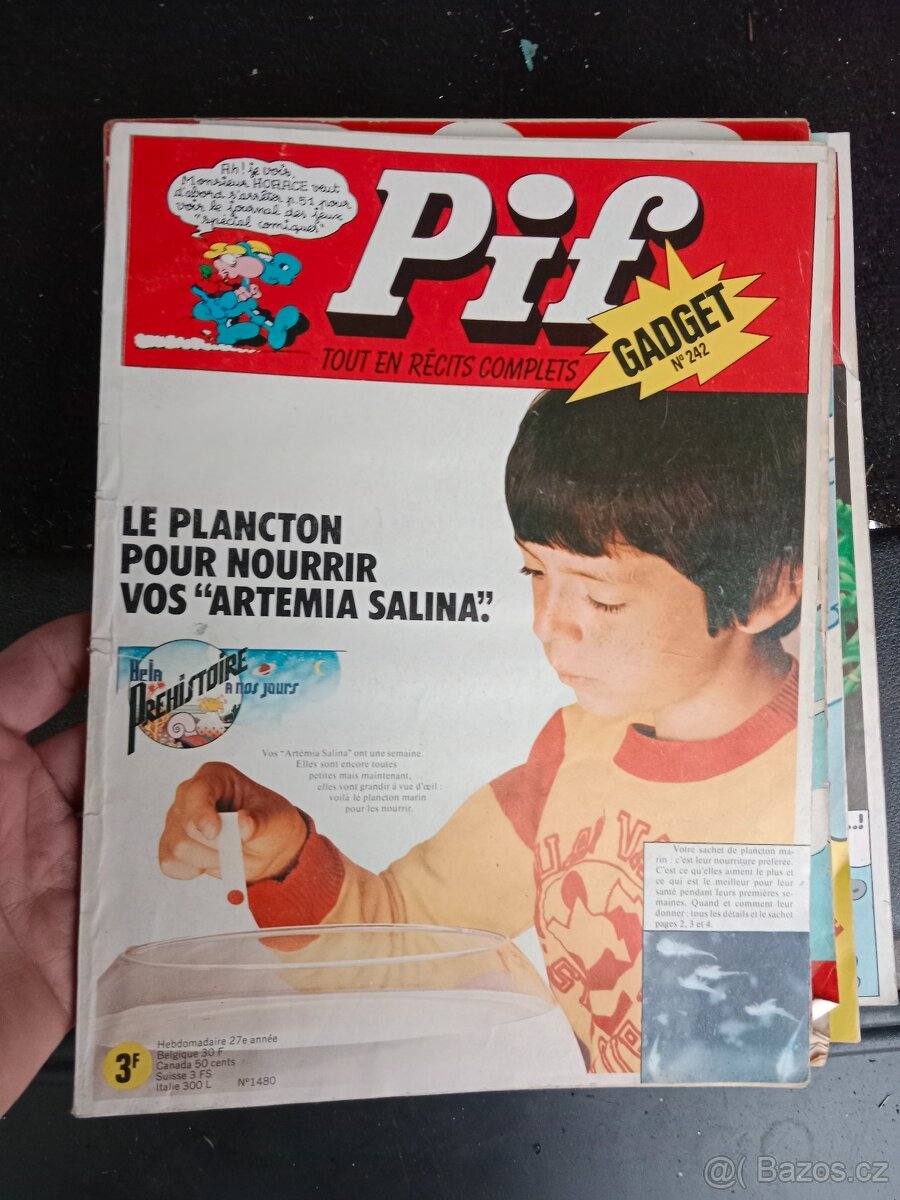 Ah! je vois,
Monsieur HORACE veut
d'abord s'arrêter p.51 pour
voir le journal des jeux
"spécial comiques"
Pif
GADGET
N° 242
TOUT EN RÉCITS COMPLETS
LE PLANCTON
POUR NOURRIR
VOS "ARTEMIA SALINA".
De la
PRÉHISTOIRE
A nos jours
Vos "Artémia Salina" ont une semaine.
Elles sont encore toutes
petites mais maintenant,
elles vont grandir à vue d'œil :
voilà le plancton marin
pour les nourrir.
Votre sachet de plancton ma-
rin : c'est leur nourriture préférée.
C'est ce qu'elles aiment le plus et
ce qui est le meilleur pour leur
santé pendant leurs premières se-
maines. Quand et comment leur
donner : tous les détails et le sachet
pages 2, 3 et 4.
3F
Hebdomadaire 27e année
Belgique 30 F
Canada 50 cents
Suisse 3 FS
Italie 300 L
N°1480
@( Bazos.cz